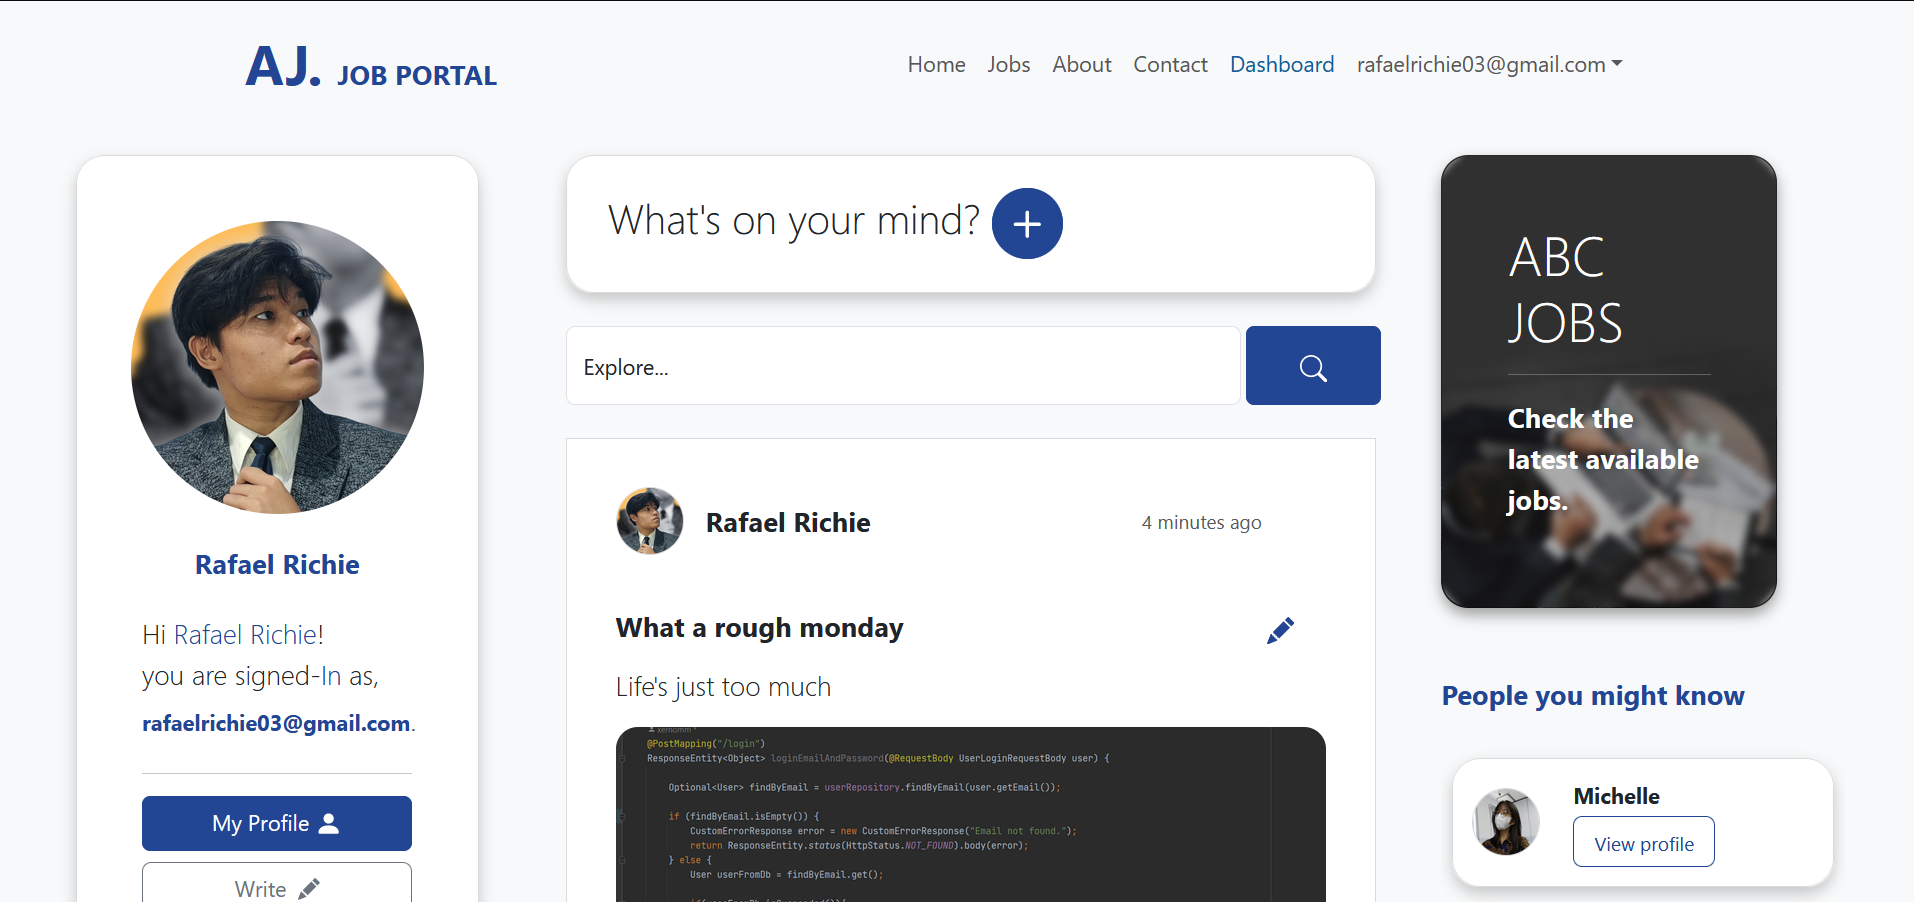 AJ. JOB PORTAL
Home Jobs About Contact Dashboard rafaelrichie03@gmail.com
Rafael Richie
Hi Rafael Richie!
you are signed-In as,
rafaelrichie03@gmail.com.
My Profile
Write
What's on your mind?
Explore...
Rafael Richie 4 minutes ago
What a rough monday
Life's just too much
xernomm *
@PostMapping("/login")
ResponseEntity<Object> loginEmailAndPassword(@RequestBody UserLoginRequestBody user) {
Optional<User> findByEmail = userRepository.findByEmail(user.getEmail());
if (findByEmail.isEmpty()) {
CustomErrorResponse error = new CustomErrorResponse("Email not found.");
return ResponseEntity.status(HttpStatus.NOT_FOUND).body(error);
} else {
User userFromDb = findByEmail.get();
ABC
JOBS
Check the
latest available
jobs.
People you might know
Michelle
View profile